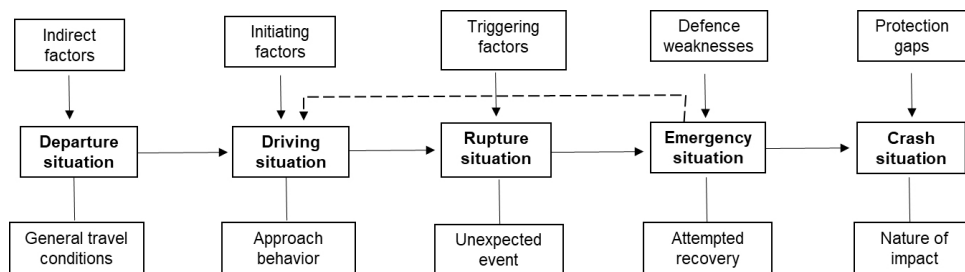 Indirect
factors
Initiating
factors
Triggering
factors
Defence
weaknesses
Protection
gaps
Departure
situation
Driving
situation
Rupture
situation
Emergency
situation
Crash
situation
General travel
conditions
Approach
behavior
Unexpected
event
Attempted
recovery
Nature of
impact